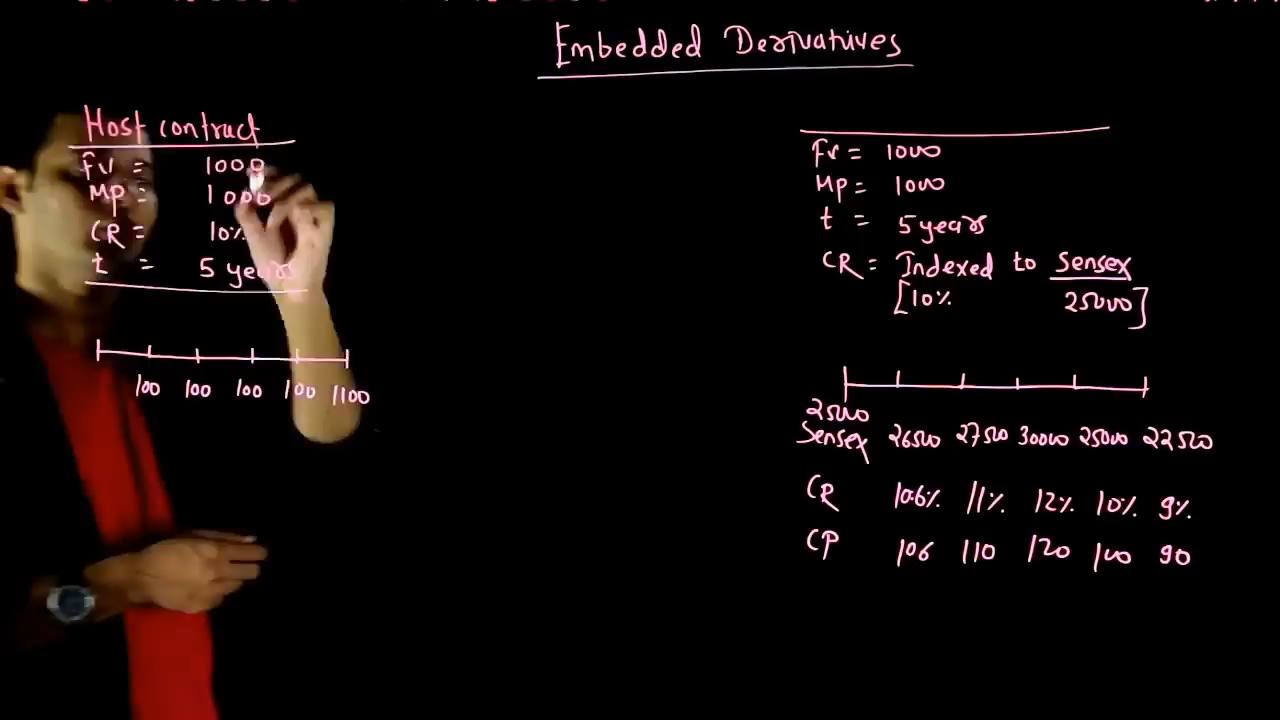 Embedded Derivatives
Host contract
FV = 1000
MP = 1000
CR = 10%
t = 5 years
100 100 100 100 1100
FV = 1000
MP = 1000
t = 5 years
CR = Indexed to Sensex
[10% 25000]
25000
Sensex 26500 27500 30000 25000 22500
CR 10.6% 11% 12% 10% 9%
CP 106 110 120 100 90